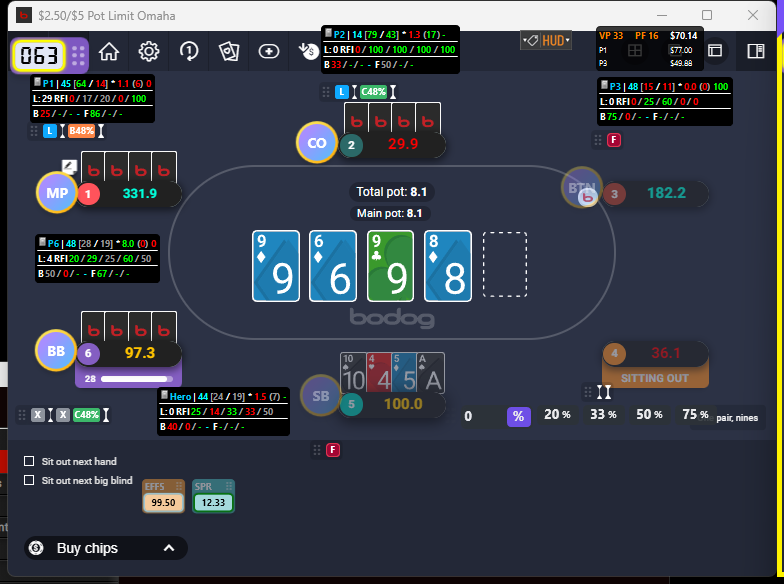 $2.50/$5 Pot Limit Omaha
063
HUD
VP 33 PF 16 $70.14
P1 $77.00
P3 $49.88
P2 | 14 [79 / 43] * 1.3 (17) -
L: 0 RFI 0 / 100 / 100 / 100 / 100
B 33 / - / - - F 50 / - / -
P1 | 45 [64 / 14] * 1.1 (6) 0
L: 29 RFI 0 / 17 / 20 / 0 / 100
B 25 / - / - - F 86 / - / -
L B48%
P3 | 48 [15 / 11] * 0.0 (0) 100
L: 0 RFI 0 / 25 / 60 / 0 / 0
B 75 / 0 / - - F - / - / -
F
L C48%
CO 2 29.9
MP 1 331.9
BTN 3 182.2
Total pot: 8.1
Main pot: 8.1
P6 | 48 [28 / 19] * 8.0 (0) 0
L: 4 RFI 20 / 29 / 25 / 60 / 50
B 50 / 0 / - - F 67 / - / -
9 9 6 6 9 9 8 8
bodog
BB 6 97.3
28
10 10 4 4 5 5 A A
SB 5 100.0
4 36.1
SITTING OUT
X X C48%
Hero | 44 [24 / 19] * 1.5 (7) -
L: 0 RFI 25 / 14 / 33 / 33 / 50
B 40 / 0 / - - F - / - / -
0 % 20 % 33 % 50 % 75 % pair, nines
F
Sit out next hand
Sit out next big blind
EFFS SPR
99.50 12.33
Buy chips